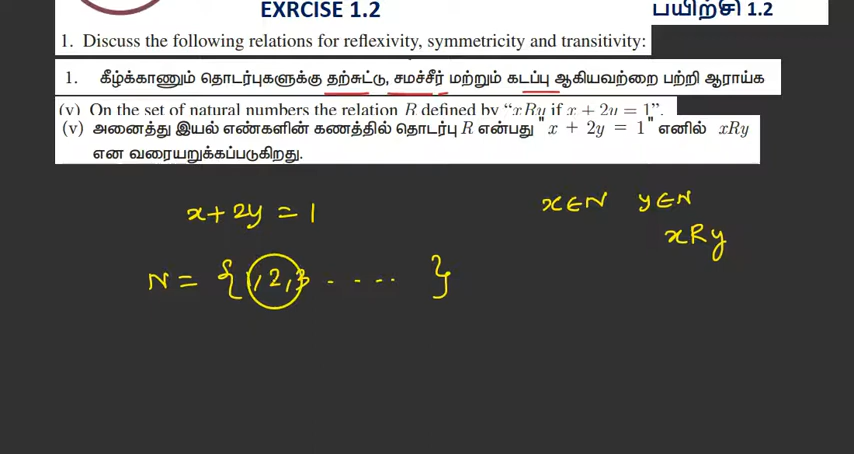 EXRCISE 1.2
பயிற்சி 1.2
1. Discuss the following relations for reflexivity, symmetricity and transitivity:
1. கீழ்க்காணும் தொடர்புகளுக்கு தற்சுட்டு, சமச்சீர் மற்றும் கடப்பு ஆகியவற்றை பற்றி ஆராய்க
(v) On the set of natural numbers the relation R defined by “xRy if x + 2y = 1”.
(v) அனைத்து இயல் எண்களின் கணத்தில் தொடர்பு R என்பது "x + 2y = 1" எனில் xRy
என வரையறுக்கப்படுகிறது.
x + 2y = 1
x∈N y∈N
xRy
N = { 1, 2, 3 . . . . . }